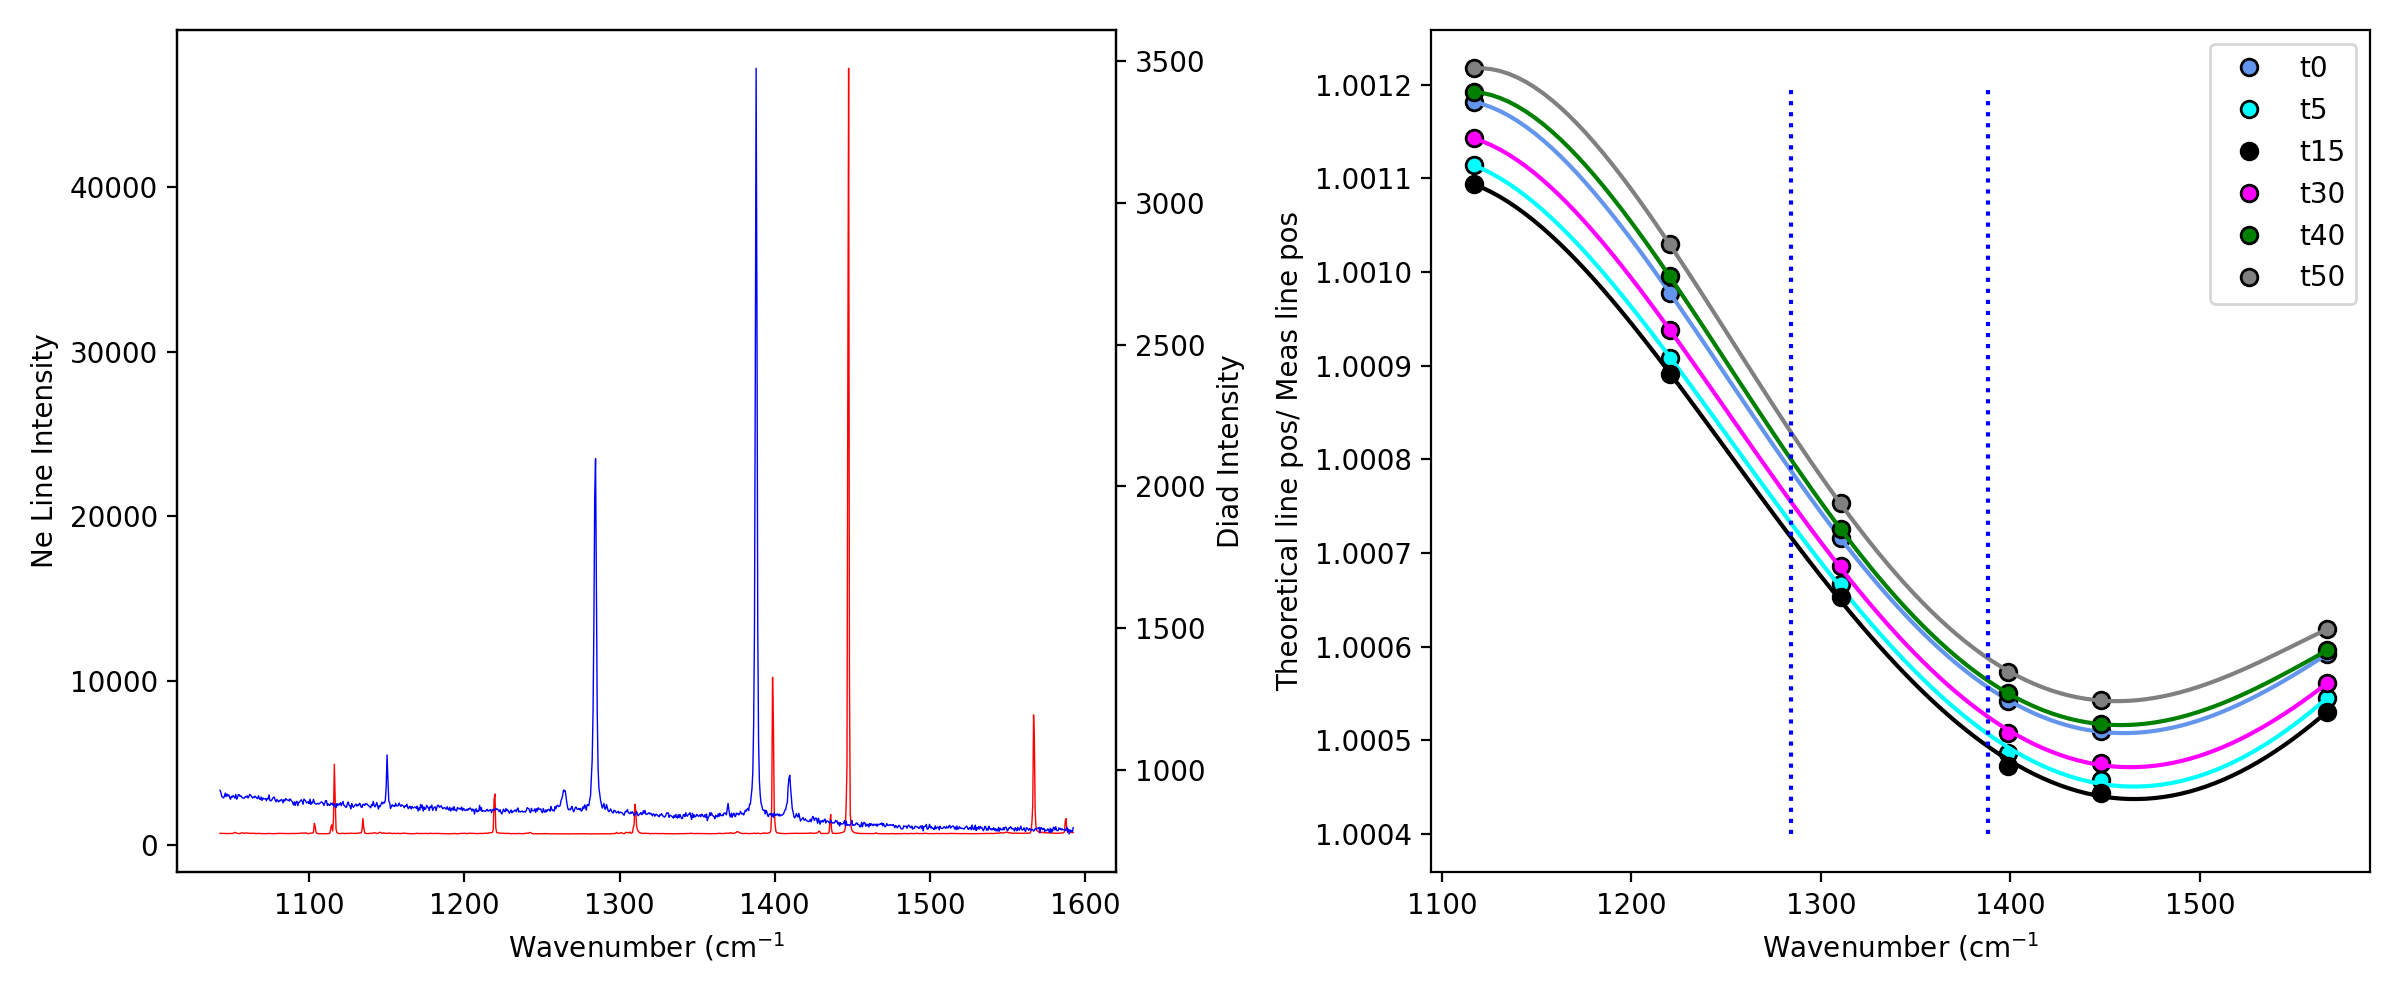 Ne Line Intensity
40000
30000
20000
10000
0
1100 1200 1300 1400 1500 1600
Wavenumber (cm⁻¹
3500
3000
2500
2000
1500
1000
Diad Intensity
Theoretical line pos/ Meas line pos
1.0012
1.0011
1.0010
1.0009
1.0008
1.0007
1.0006
1.0005
1.0004
1100 1200 1300 1400 1500
Wavenumber (cm⁻¹
t0
t5
t15
t30
t40
t50